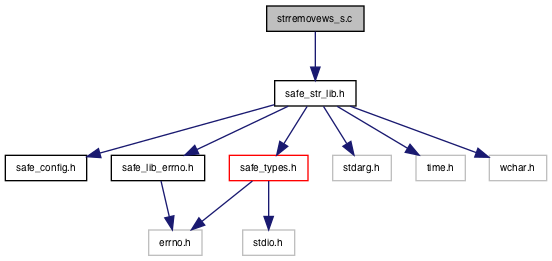 strremovews_s.c
safe_str_lib.h
safe_config.h
safe_lib_errno.h
safe_types.h
stdarg.h
time.h
wchar.h
errno.h
stdio.h